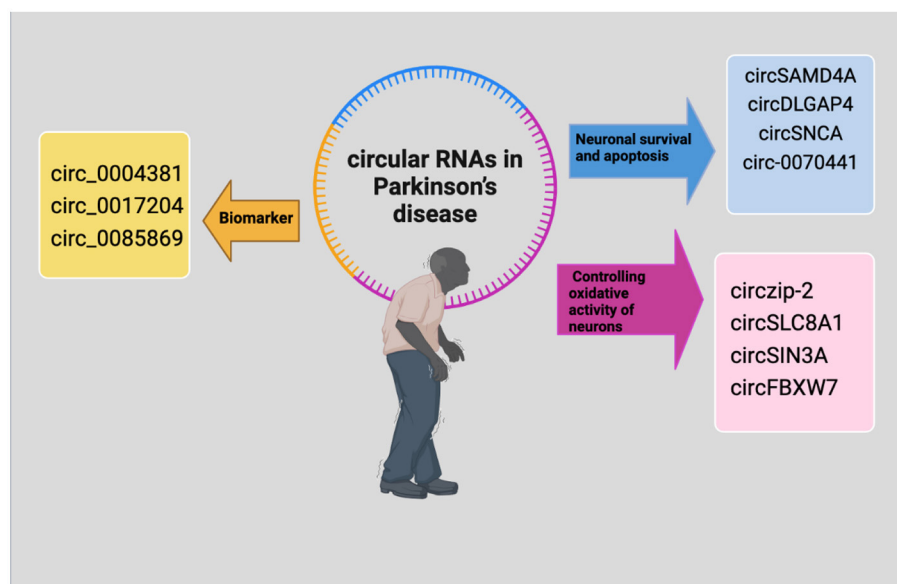 circular RNAs in
Parkinson's
disease
Biomarker
circ_0004381
circ_0017204
circ_0085869
Neuronal survival
and apoptosis
circSAMD4A
circDLGAP4
circSNCA
circ-0070441
Controlling
oxidative
activity of
neurons
circzip-2
circSLC8A1
circSIN3A
circFBXW7